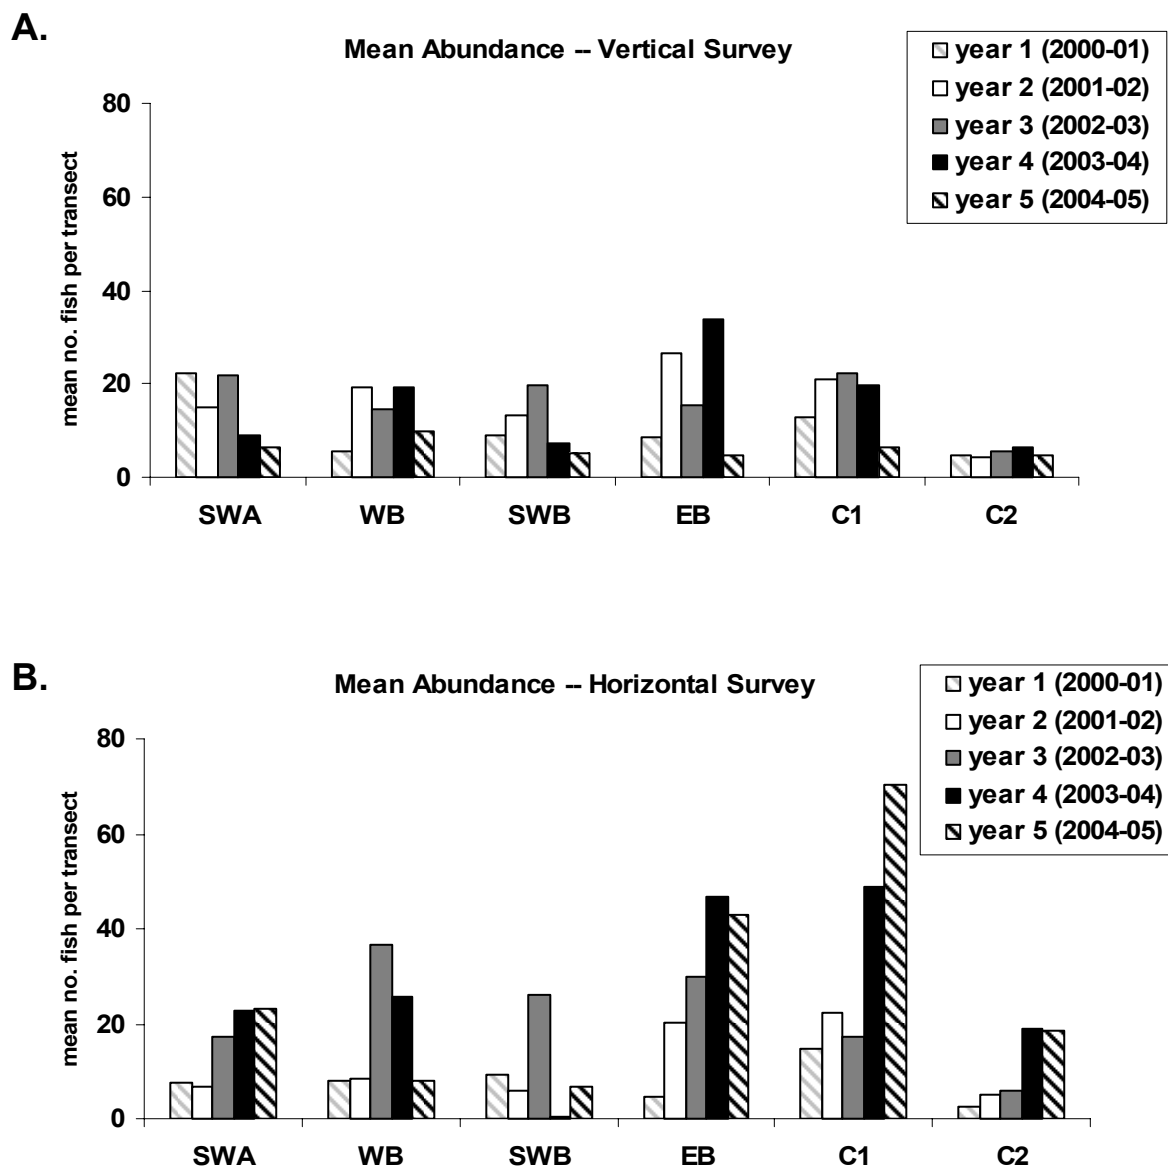 A.
Mean Abundance -- Vertical Survey
year 1 (2000-01)
year 2 (2001-02)
year 3 (2002-03)
year 4 (2003-04)
year 5 (2004-05)
mean no. fish per transect
80
60
40
20
0
SWA WB SWB EB C1 C2
B.
Mean Abundance -- Horizontal Survey
year 1 (2000-01)
year 2 (2001-02)
year 3 (2002-03)
year 4 (2003-04)
year 5 (2004-05)
mean no. fish per transect
80
60
40
20
0
SWA WB SWB EB C1 C2